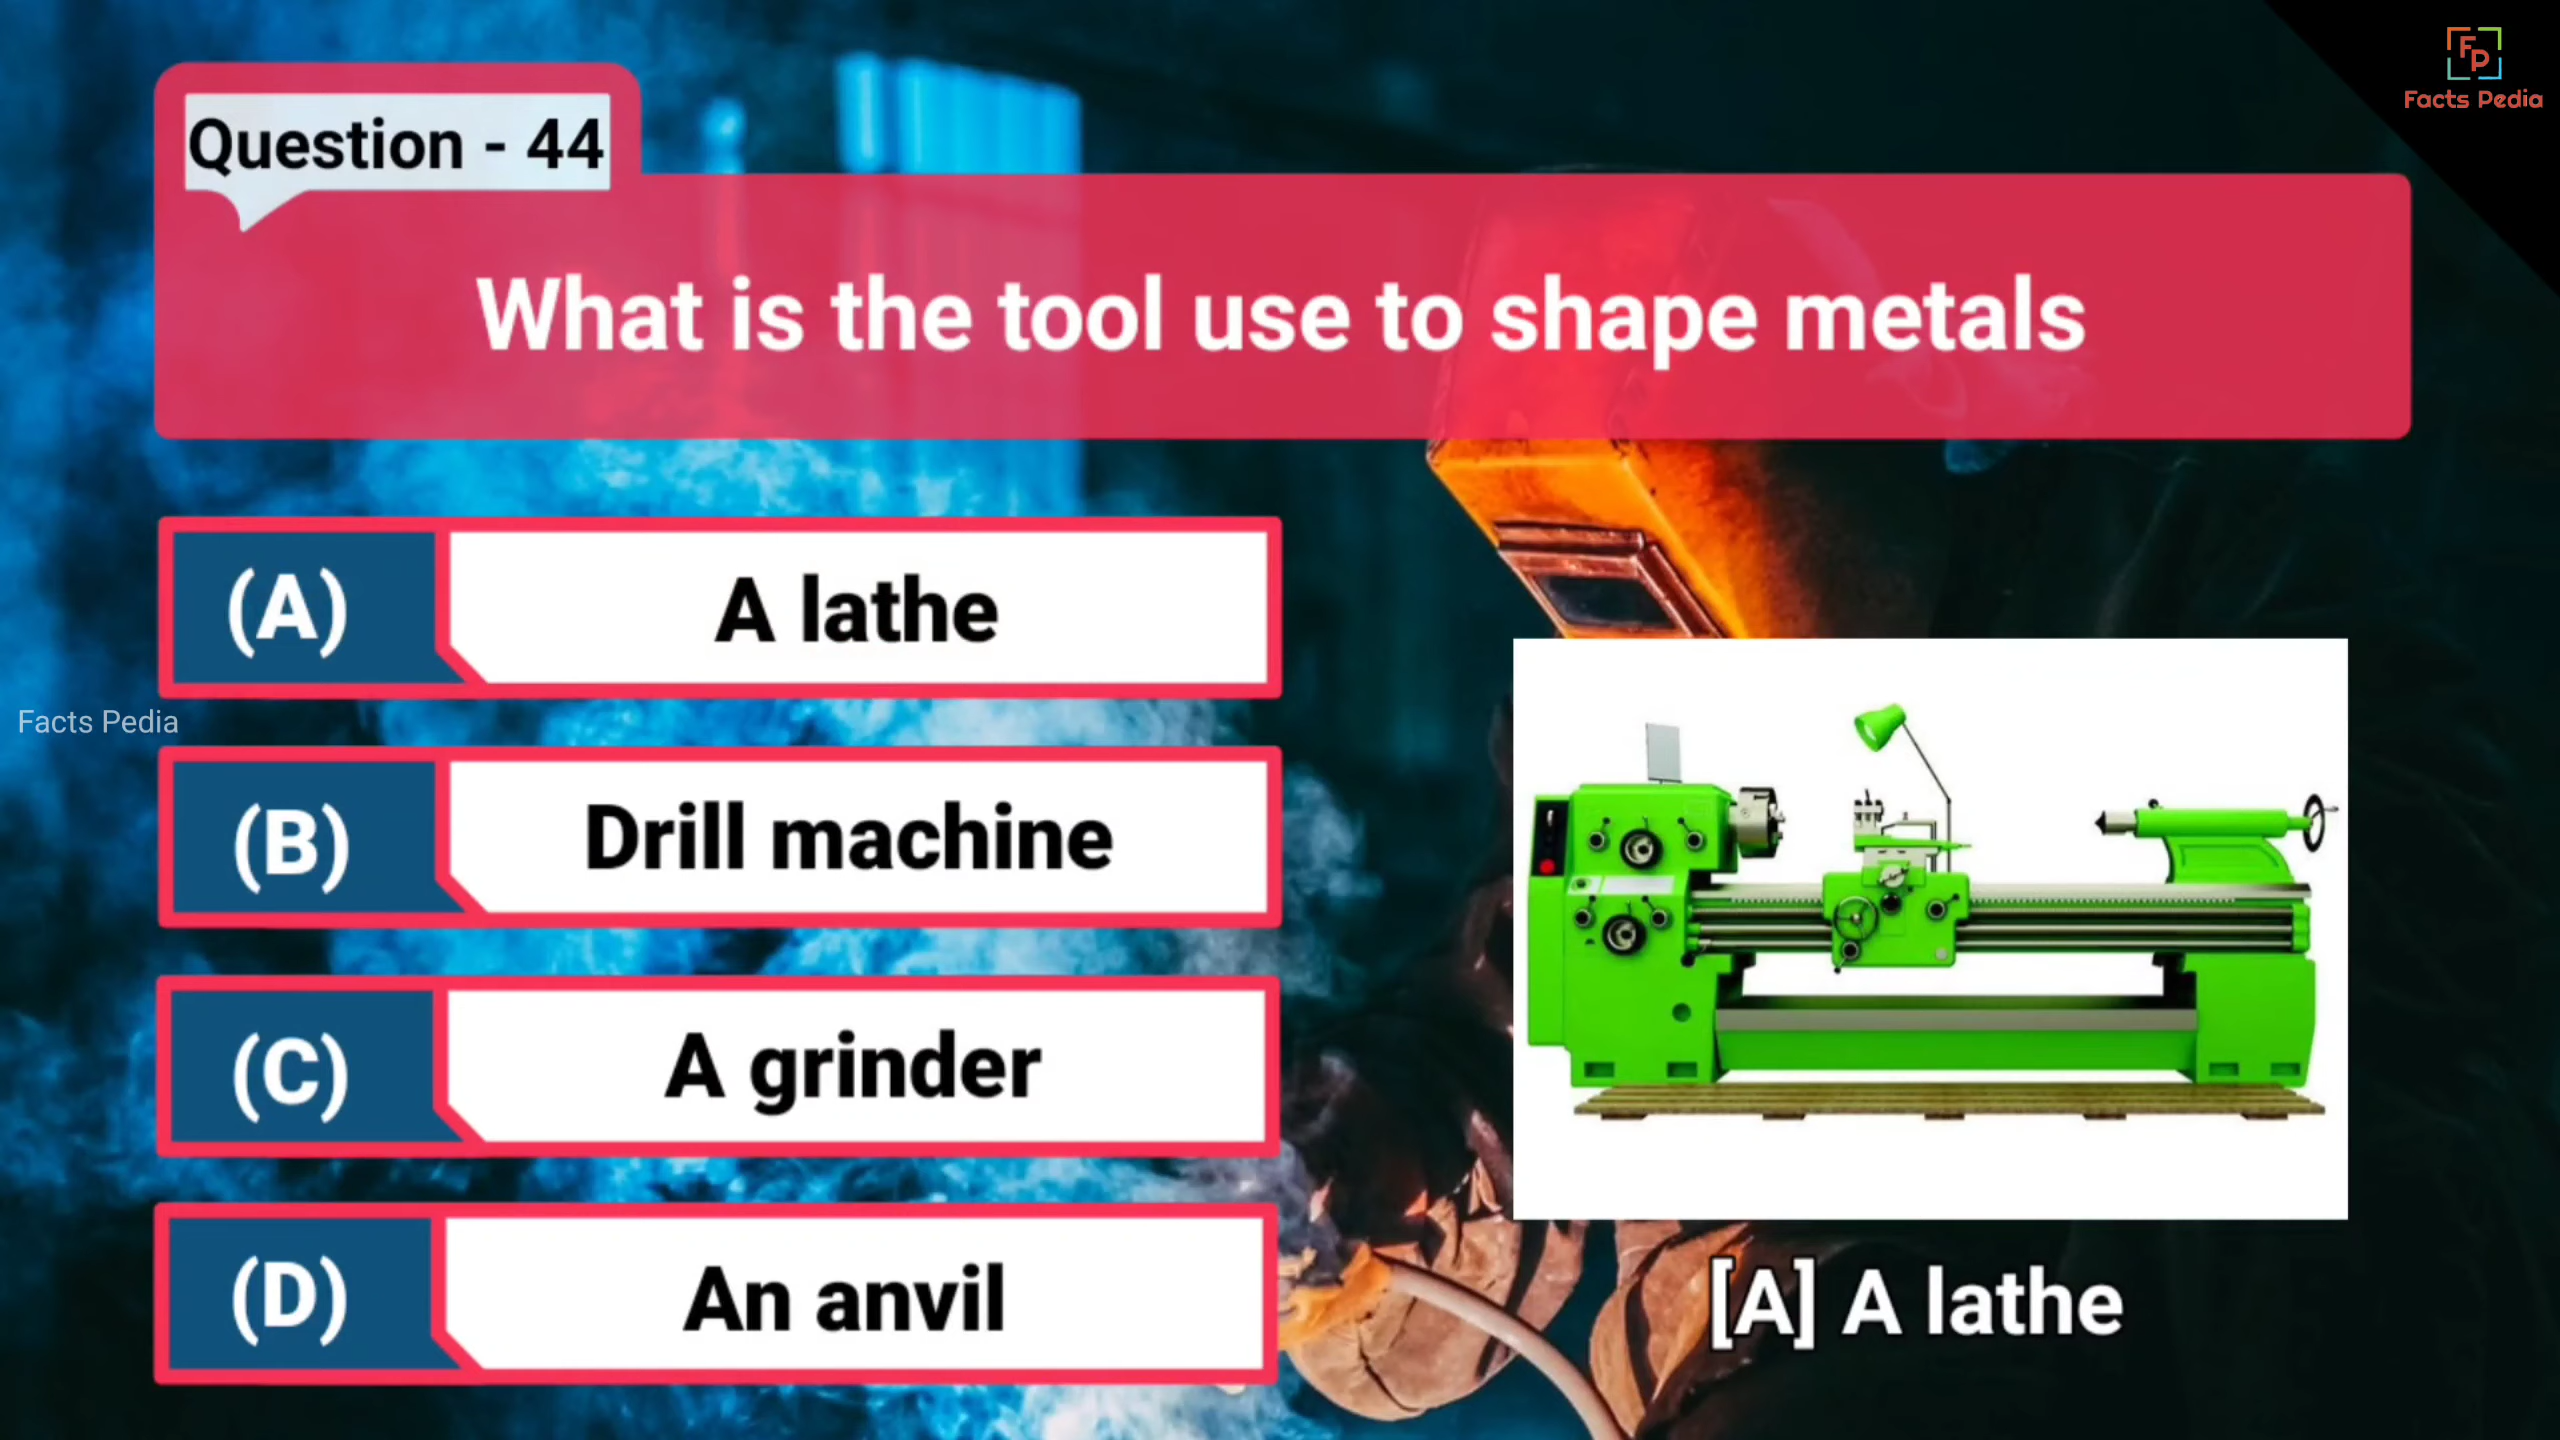 FP
Facts Pedia
Question - 44
What is the tool use to shape metals
(A) A lathe
Facts Pedia
(B) Drill machine
(C) A grinder
(D) An anvil
[A] A lathe